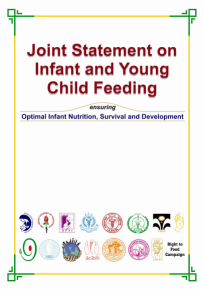 Joint Statement on
Infant and Young
Child Feeding
ensuring
Optimal Infant Nutrition, Survival and Development
Right to
Food
Campaign